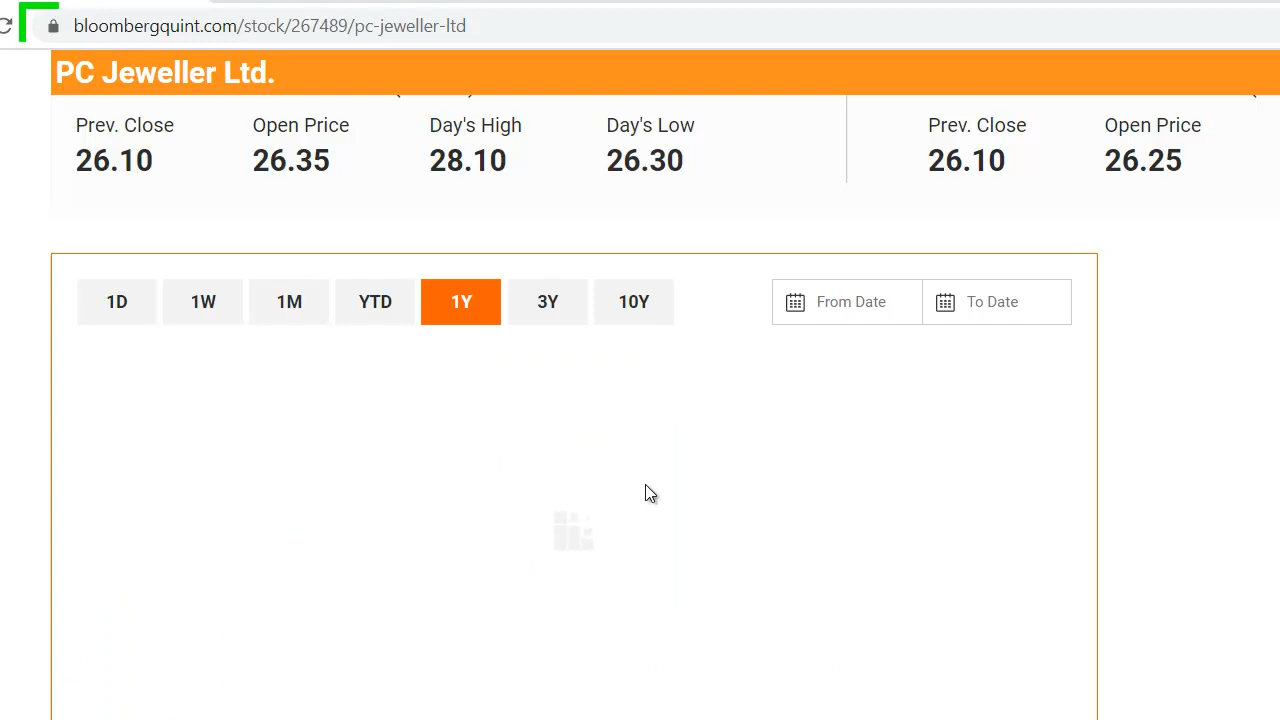 bloombergquint.com/stock/267489/pc-jeweller-ltd
PC Jeweller Ltd.
Prev. Close Open Price Day's High Day's Low Prev. Close Open Price
26.10 26.35 28.10 26.30 26.10 26.25
1D 1W 1M YTD 1Y 3Y 10Y From Date To Date